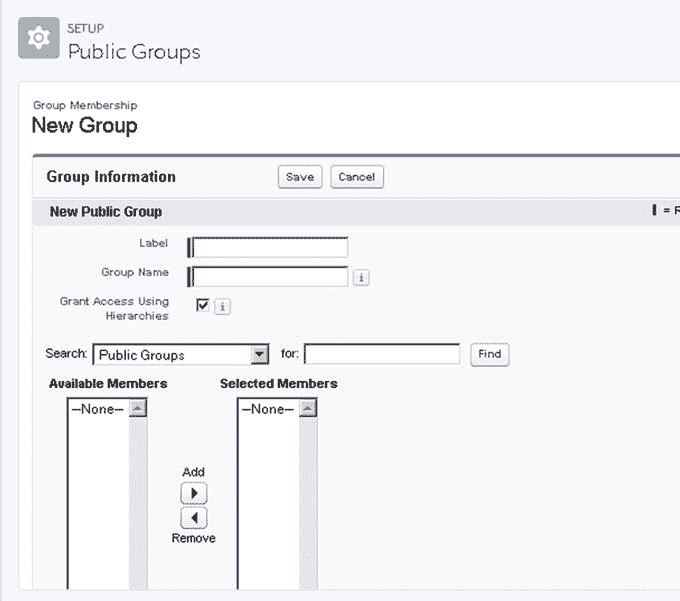 SETUP
Public Groups
Group Membership
New Group
Group Information
Save
Cancel
New Public Group
= R
Label
Group Name
i
Grant Access Using
Hierarchies
i
Search:
Public Groups
for:
Find
Available Members
Selected Members
--None--
--None--
Add
Remove